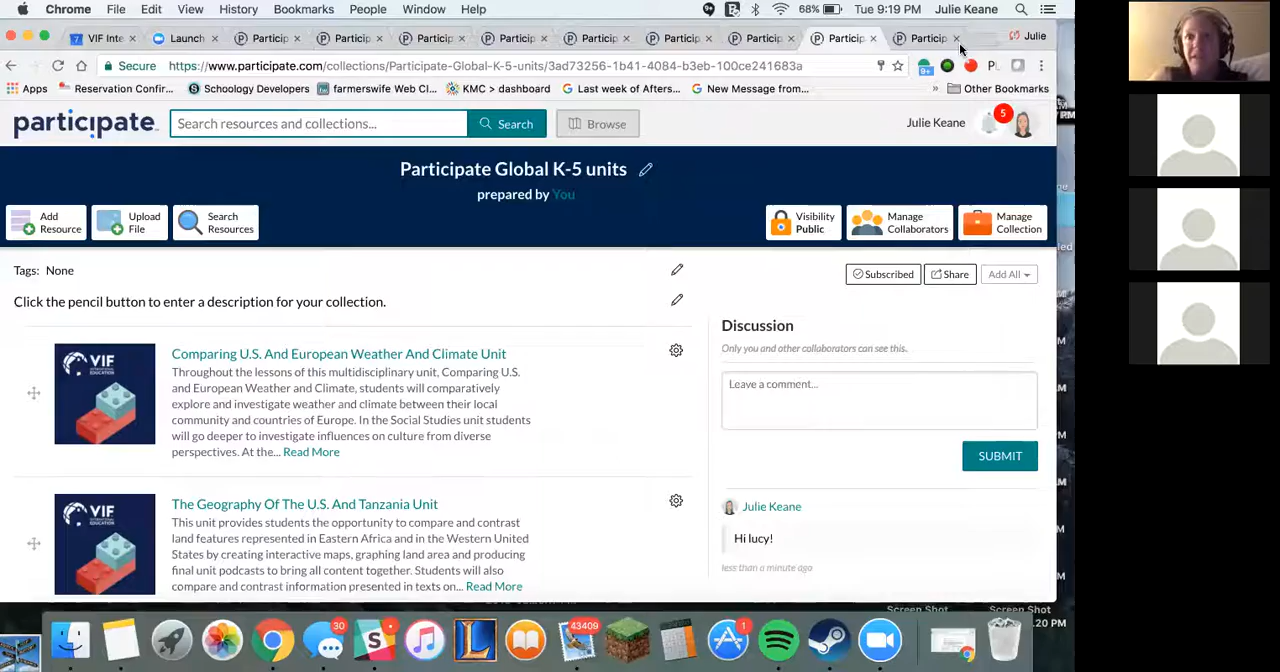 Chrome File Edit View History Bookmarks People Window Help 68% Tue 9:19 PM Julie Keane
VIF Inte Launch Particip Particip Particip Particip Particip Particip Particip Particip Particip Julie
Secure https://www.participate.com/collections/Participate-Global-K-5-units/3ad73256-1b41-4084-b3eb-100ce241683a
Apps Reservation Confir... Schoology Developers farmerswife Web Cl... KMC > dashboard Last week of Afters... New Message from... » Other Bookmarks
participate Search resources and collections... Search Browse Julie Keane 5
Participate Global K-5 units
prepared by You
Add Resource
Upload File
Search Resources
Visibility Public
Manage Collaborators
Manage Collection
Tags: None
Subscribed Share Add All
Click the pencil button to enter a description for your collection.
VIF
INTERNATIONAL EDUCATION
Comparing U.S. And European Weather And Climate Unit
Throughout the lessons of this multidisciplinary unit, Comparing U.S.
and European Weather and Climate, students will comparatively
explore and investigate weather and climate between their local
community and countries of Europe. In the Social Studies unit students
will go deeper to investigate influences on culture from diverse
perspectives. At the... Read More
VIF
INTERNATIONAL EDUCATION
The Geography Of The U.S. And Tanzania Unit
This unit provides students the opportunity to compare and contrast
land features represented in Eastern Africa and in the Western United
States by creating interactive maps, graphing land area and producing
final unit podcasts to bring all content together. Students will also
compare and contrast information presented in texts on... Read More
Discussion
Only you and other collaborators can see this.
Leave a comment...
SUBMIT
Julie Keane
Hi lucy!
less than a minute ago
Screen Shot Screen Shot
.20 PM
30 43409 1